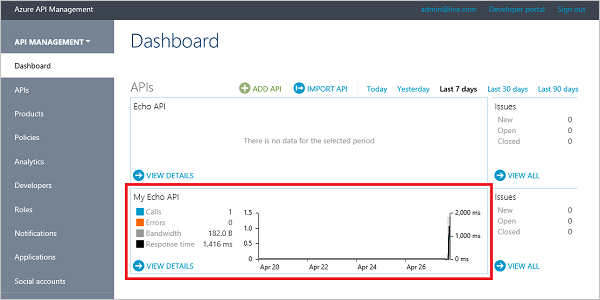 Azure API Management
admin@live.com Developer portal Sign out
API MANAGEMENT
Dashboard
APIs
Products
Policies
Analytics
Developers
Roles
Notifications
Applications
Social accounts
Dashboard
APIs
ADD API IMPORT API Today Yesterday Last 7 days Last 30 days Last 90 days
Echo API
There is no data for the selected period
VIEW DETAILS
Issues
New 0
Open 0
Closed 0
VIEW ALL
My Echo API
Calls 1
Errors 0
Bandwidth 182.0 B
Response time 1,416 ms
VIEW DETAILS
1.5
1.0
0.5
0.0
2,000 ms
1,000 ms
0 ms
Apr 20 Apr 22 Apr 24 Apr 26
Issues
New 0
Open 0
Closed 0
VIEW ALL